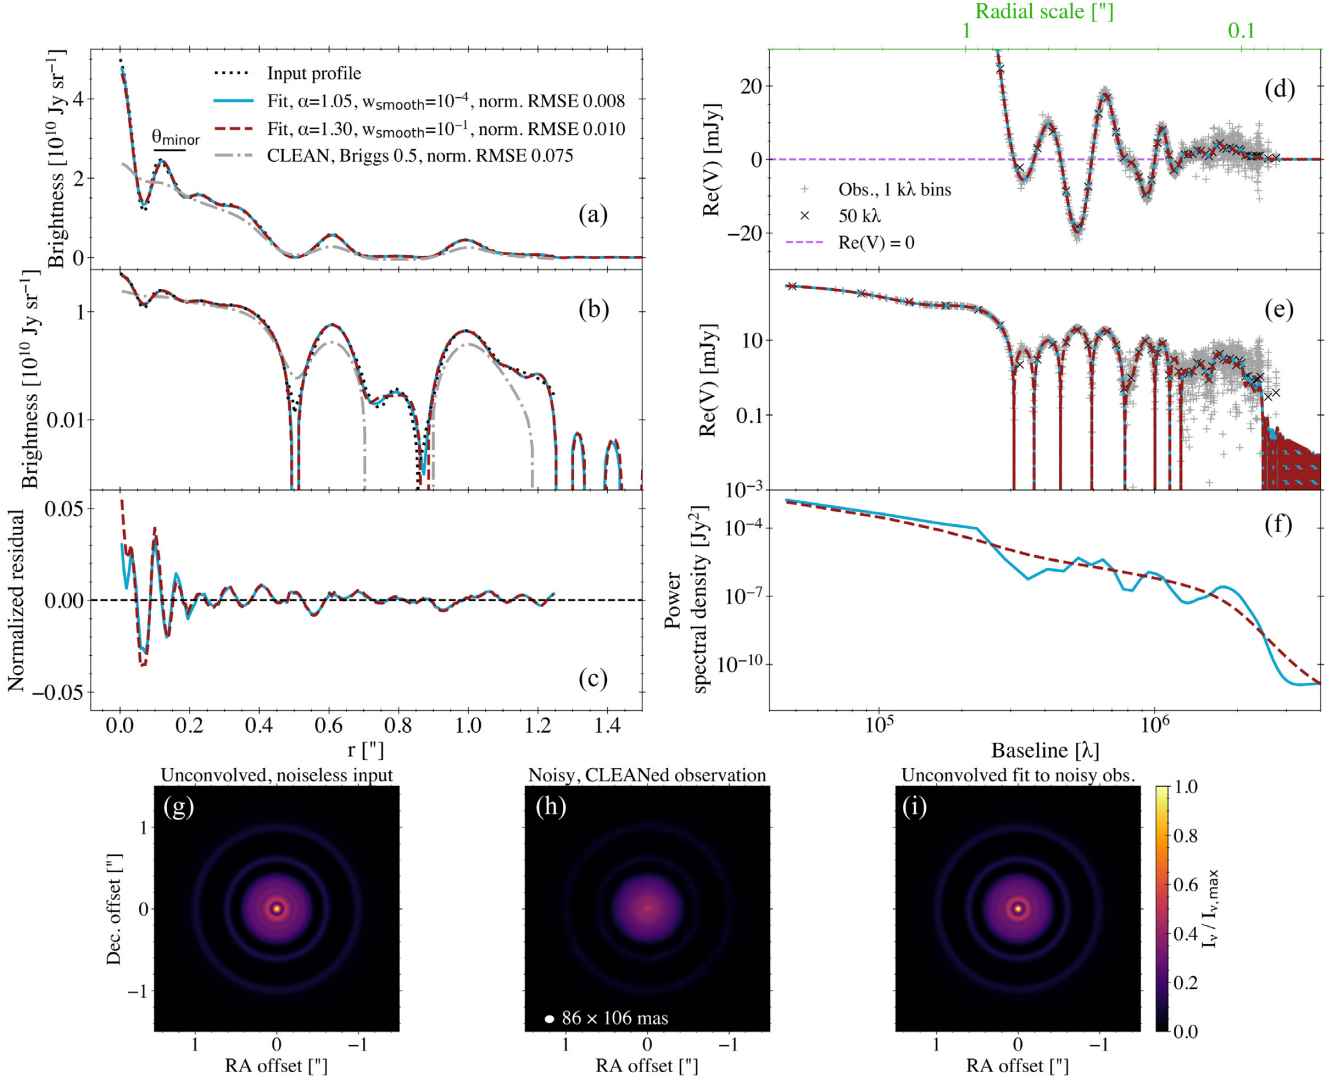 Radial scale ["]
1 0.1
Input profile
Fit, α=1.05, w_smooth=10⁻⁴, norm. RMSE 0.008
Fit, α=1.30, w_smooth=10⁻¹, norm. RMSE 0.010
CLEAN, Briggs 0.5, norm. RMSE 0.075
θ_minor
(a)
Brightness [10¹⁰ Jy sr⁻¹]
4
2
0
(d)
Re(V) [mJy]
20
0
−20
Obs., 1 kλ bins
50 kλ
Re(V) = 0
(b)
Brightness [10¹⁰ Jy sr⁻¹]
1
0.01
(e)
Re(V) [mJy]
10
0.1
10⁻³
(c)
Normalized residual
0.05
0.00
−0.05
0.0 0.2 0.4 0.6 0.8 1.0 1.2 1.4
r ["]
(f)
Power
spectral density [Jy²]
10⁻⁴
10⁻⁷
10⁻¹⁰
10⁵ 10⁶
Baseline [λ]
Unconvolved, noiseless input
(g)
Dec. offset ["]
1
0
−1
1 0 −1
RA offset ["]
Noisy, CLEANed observation
(h)
86 × 106 mas
1 0 −1
RA offset ["]
Unconvolved fit to noisy obs.
(i)
1 0 −1
RA offset ["]
1.0
0.8
0.6
0.4
0.2
0.0
I_ν / I_ν,max